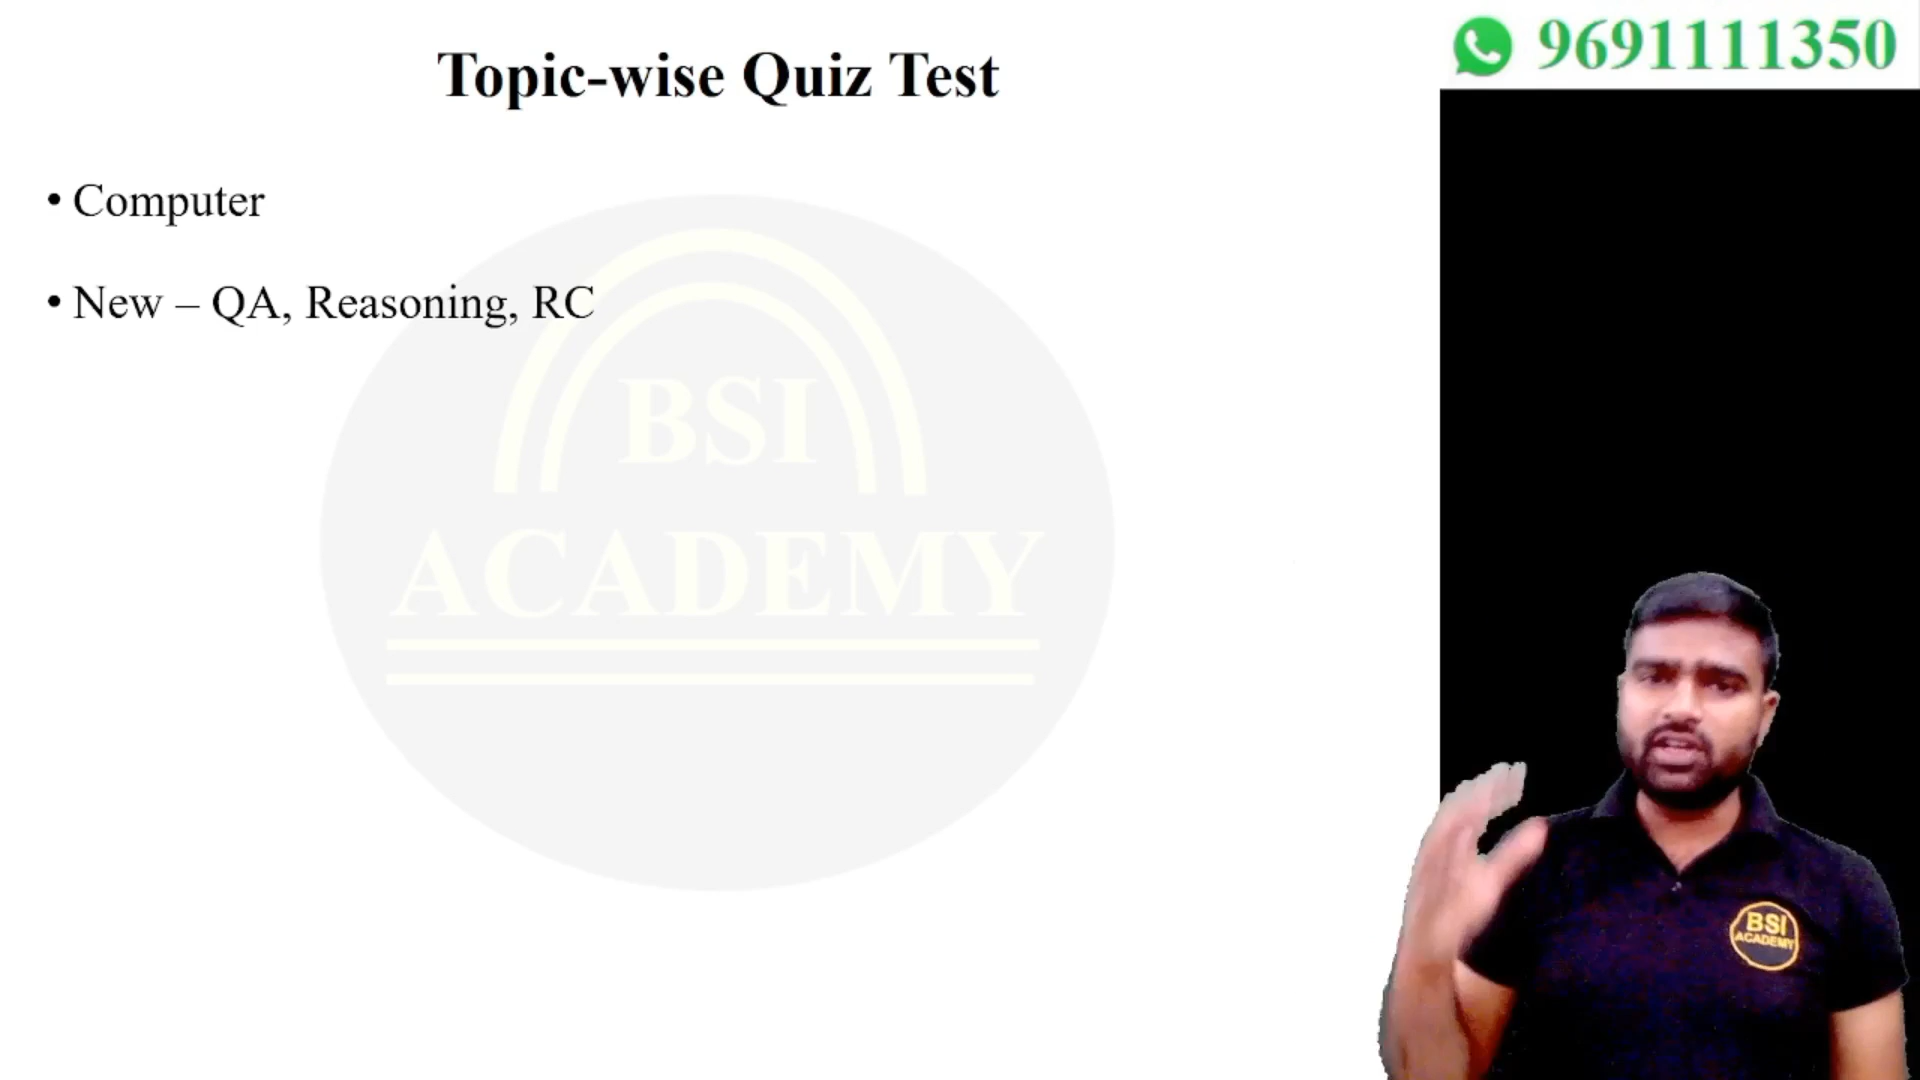 Topic-wise Quiz Test
9691111350
• Computer
• New – QA, Reasoning, RC
BSI
ACADEMY
BSI
ACADEMY